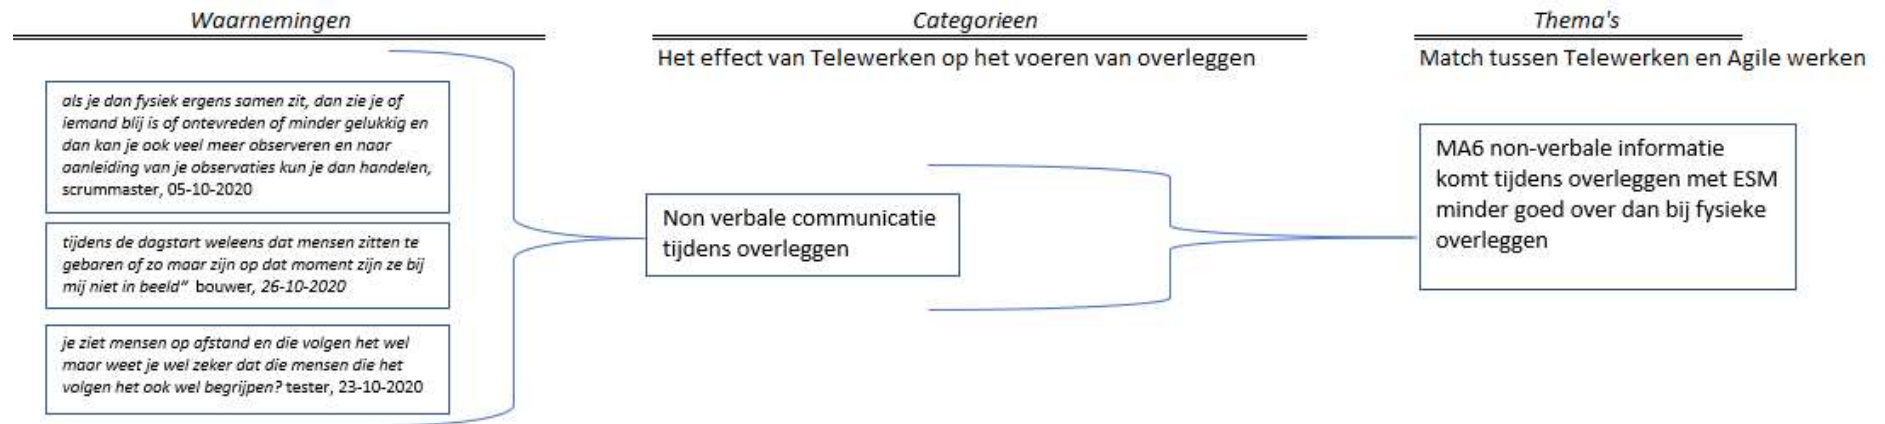 Waarnemingen
Categorieen
Thema's
Het effect van Telewerken op het voeren van overleggen
Match tussen Telewerken en Agile werken
als je dan fysiek ergens samen zit, dan zie je of
iemand blij is of ontevreden of minder gelukkig en
dan kan je ook veel meer observeren en naar
aanleiding van je observaties kun je dan handelen,
scrummaster, 05-10-2020
tijdens de dagstart weleens dat mensen zitten te
gebaren of zo maar zijn op dat moment zijn ze bij
mij niet in beeld" bouwer, 26-10-2020
je ziet mensen op afstand en die volgen het wel
maar weet je wel zeker dat die mensen die het
volgen het ook wel begrijpen? tester, 23-10-2020
Non verbale communicatie
tijdens overleggen
MA6 non-verbale informatie
komt tijdens overleggen met ESM
minder goed over dan bij fysieke
overleggen